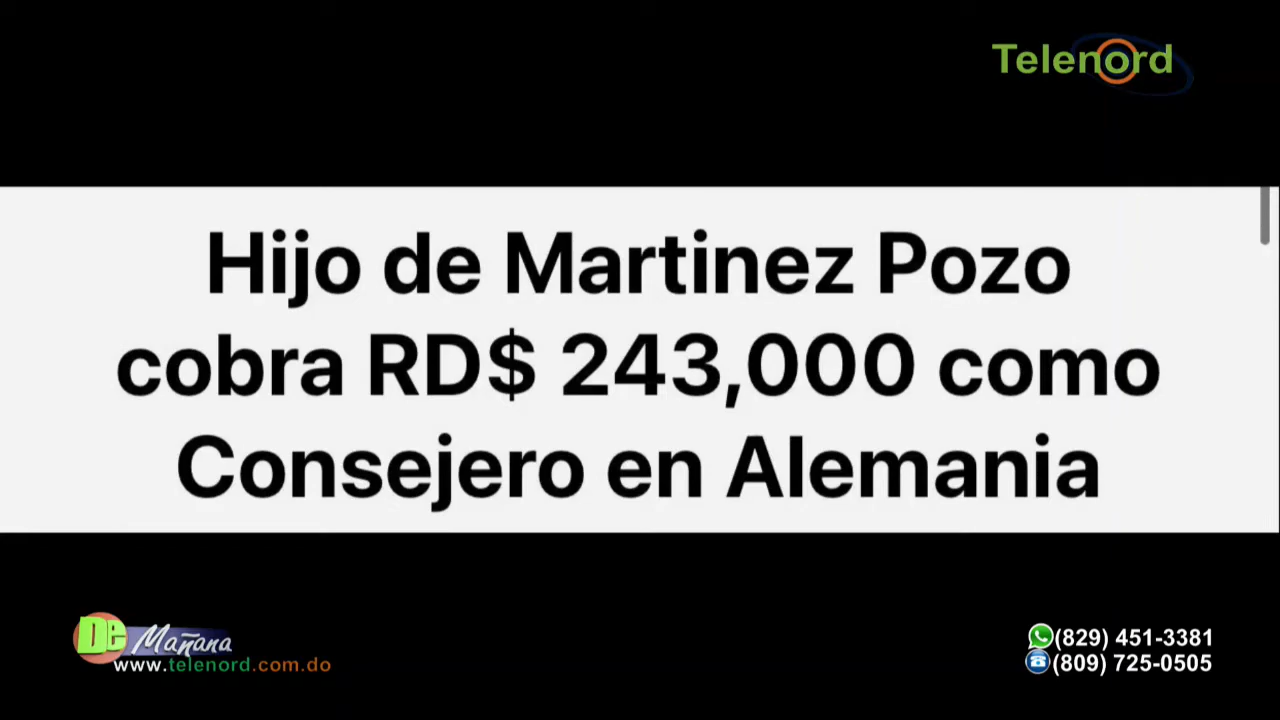 Telenord
Hijo de Martinez Pozo
cobra RD$ 243,000 como
Consejero en Alemania
De Mañana
www.telenord.com.do
(829) 451-3381
(809) 725-0505